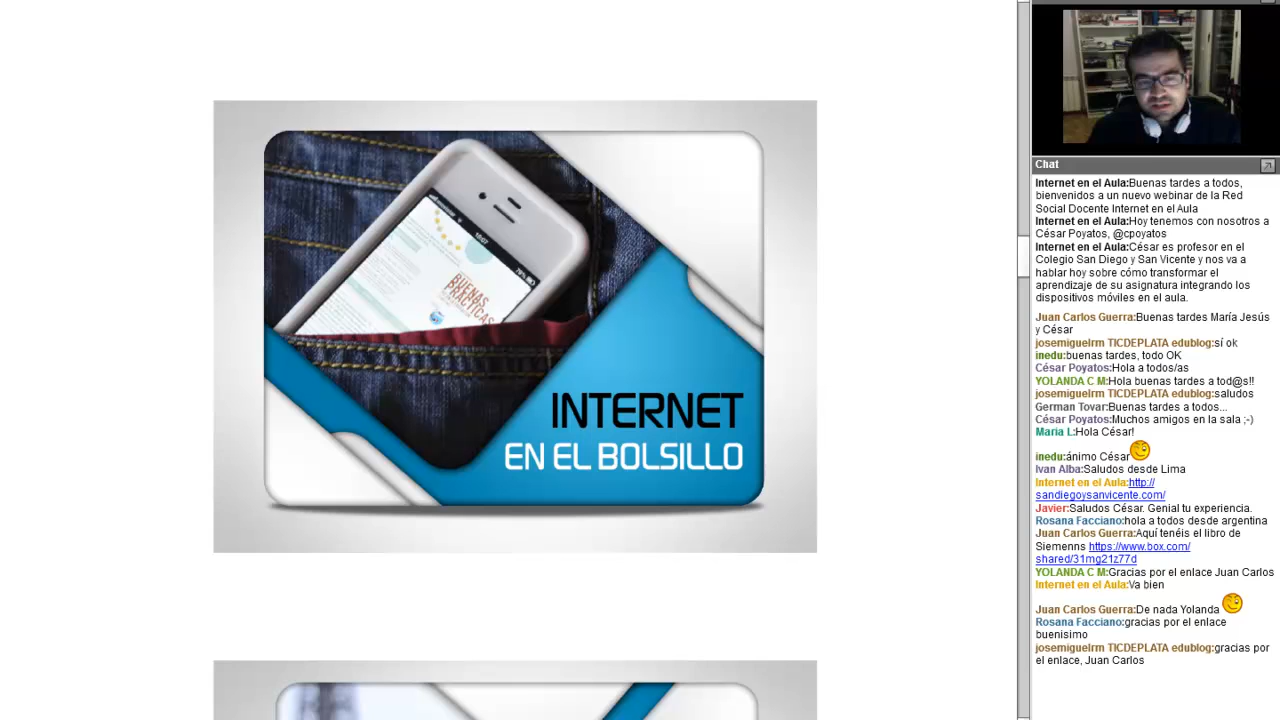 INTERNET
EN EL BOLSILLO
BUENAS
PRÁCTICAS
Chat
Internet en el Aula:Buenas tardes a todos,
bienvenidos a un nuevo webinar de la Red
Social Docente Internet en el Aula
Internet en el Aula:Hoy tenemos con nosotros a
César Poyatos, @cpoyatos
Internet en el Aula:César es profesor en el
Colegio San Diego y San Vicente y nos va a
hablar hoy sobre cómo transformar el
aprendizaje de su asignatura integrando los
dispositivos móviles en el aula.
Juan Carlos Guerra:Buenas tardes María Jesús
y César
josemiguelrm TICDEPLATA edublog:sí ok
inedu:buenas tardes, todo OK
César Poyatos:Hola a todos/as
YOLANDA C M:Hola buenas tardes a tod@s!!
josemiguelrm TICDEPLATA edublog:saludos
German Tovar:Buenas tardes a todos...
César Poyatos:Muchos amigos en la sala ;-)
Maria L:Hola César!
inedu:ánimo César
Ivan Alba:Saludos desde Lima
Internet en el Aula:http://
sandiegoysanvicente.com/
Javier:Saludos César. Genial tu experiencia.
Rosana Facciano:hola a todos desde argentina
Juan Carlos Guerra:Aquí tenéis el libro de
Siemenns https://www.box.com/
shared/31mg21z77d
YOLANDA C M:Gracias por el enlace Juan Carlos
Internet en el Aula:Va bien
Juan Carlos Guerra:De nada Yolanda
Rosana Facciano:gracias por el enlace
buenisimo
josemiguelrm TICDEPLATA edublog:gracias por
el enlace, Juan Carlos